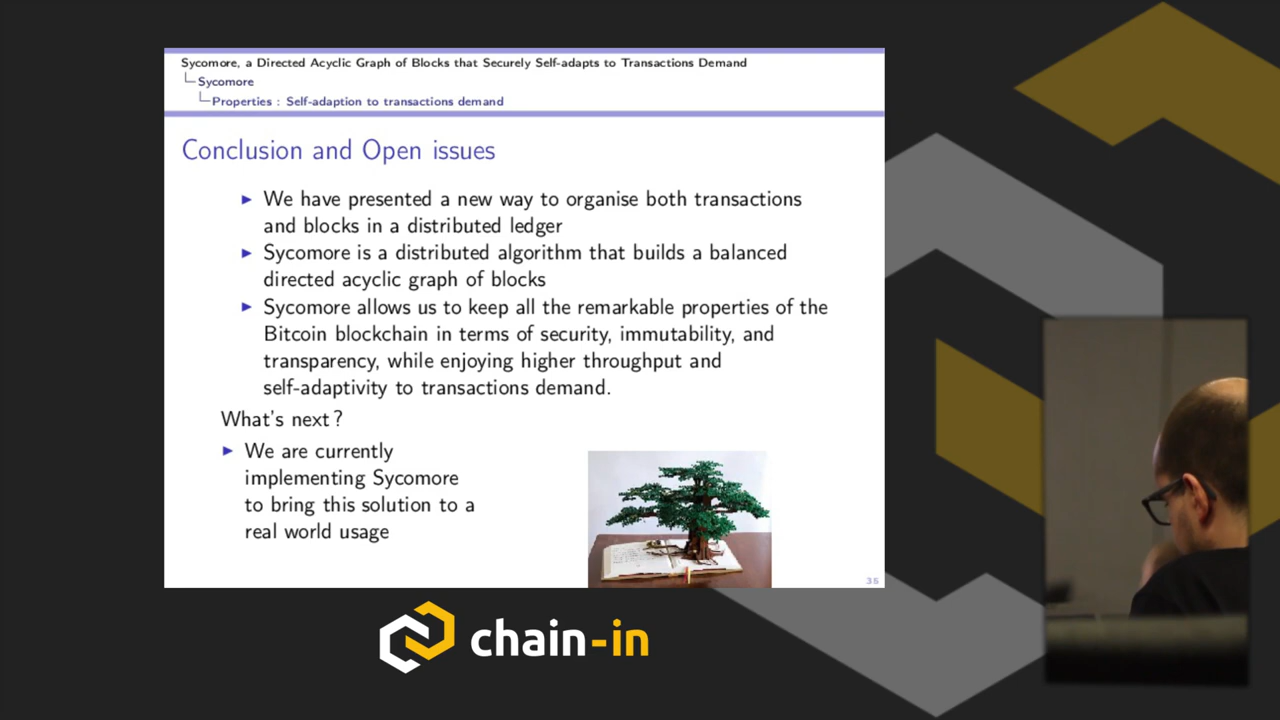 Sycomore, a Directed Acyclic Graph of Blocks that Securely Self-adapts to Transactions Demand
Sycomore
Properties : Self-adaption to transactions demand
Conclusion and Open issues
We have presented a new way to organise both transactions
and blocks in a distributed ledger
Sycomore is a distributed algorithm that builds a balanced
directed acyclic graph of blocks
Sycomore allows us to keep all the remarkable properties of the
Bitcoin blockchain in terms of security, immutability, and
transparency, while enjoying higher throughput and
self-adaptivity to transactions demand.
What's next ?
We are currently
implementing Sycomore
to bring this solution to a
real world usage
35
chain-in